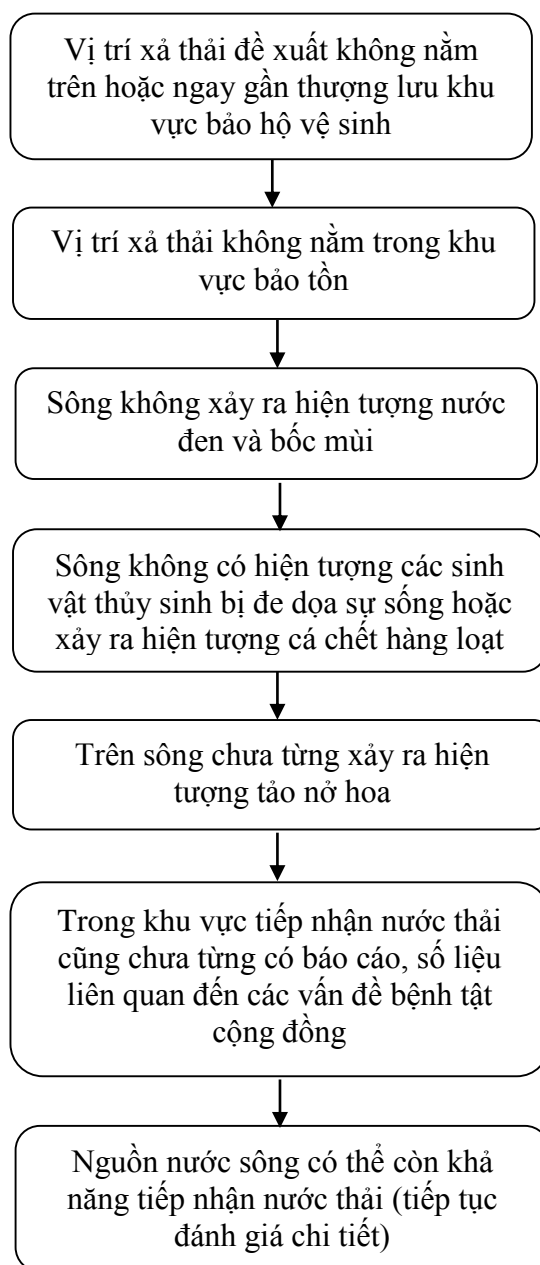 Vị trí xả thải đề xuất không nằm
trên hoặc ngay gần thượng lưu khu
vực bảo hộ vệ sinh
Vị trí xả thải không nằm trong khu
vực bảo tồn
Sông không xảy ra hiện tượng nước
đen và bốc mùi
Sông không có hiện tượng các sinh
vật thủy sinh bị đe dọa sự sống hoặc
xảy ra hiện tượng cá chết hàng loạt
Trên sông chưa từng xảy ra hiện
tượng tảo nở hoa
Trong khu vực tiếp nhận nước thải
cũng chưa từng có báo cáo, số liệu
liên quan đến các vấn đề bệnh tật
cộng đồng
Nguồn nước sông có thể còn khả
năng tiếp nhận nước thải (tiếp tục
đánh giá chi tiết)